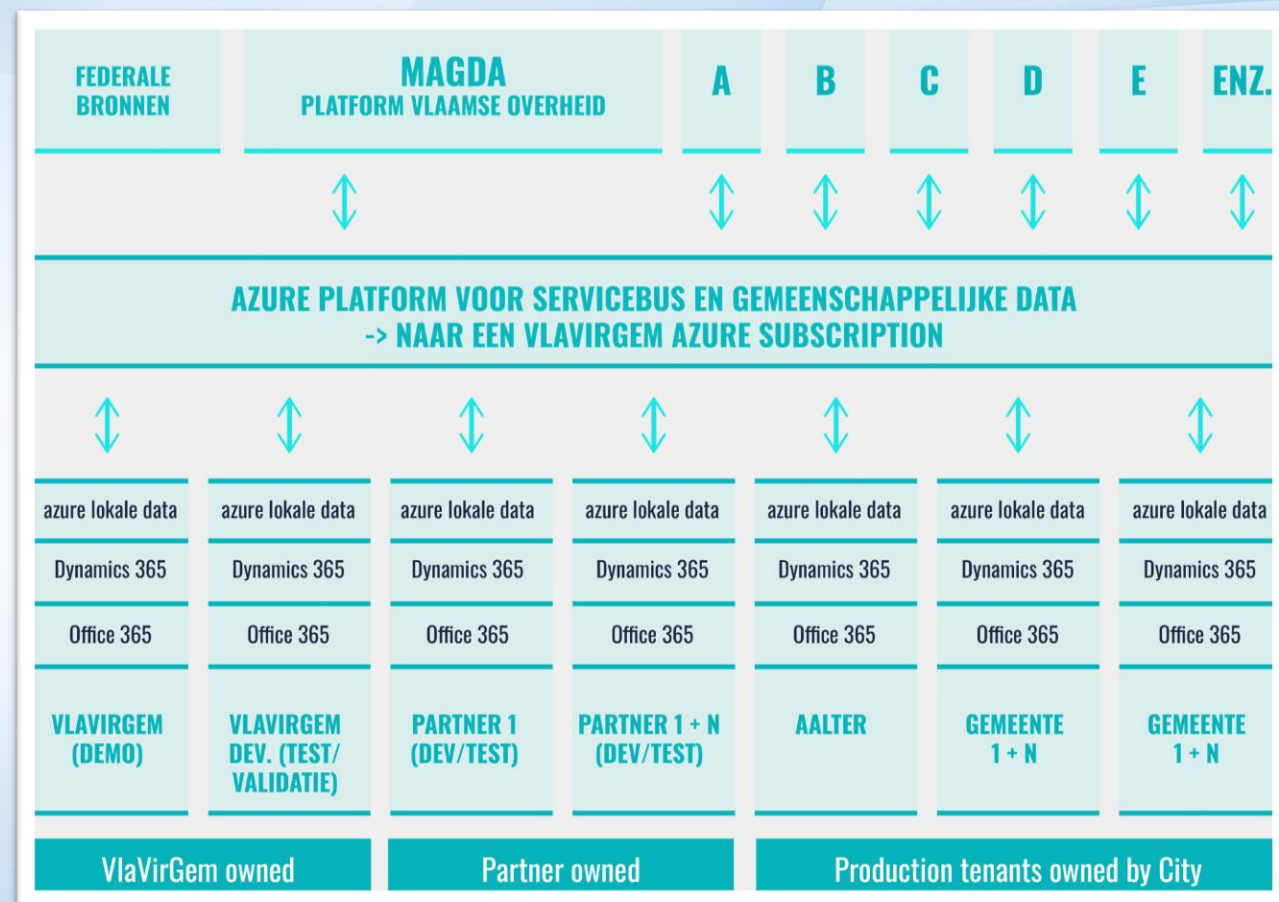 FEDERALE
BRONNEN
MAGDA
PLATFORM VLAAMSE OVERHEID
A
B
C
D
E
ENZ.
AZURE PLATFORM VOOR SERVICEBUS EN GEMEENSCHAPPELIJKE DATA
-> NAAR EEN VLAVIRGEM AZURE SUBSCRIPTION
azure lokale data
azure lokale data
azure lokale data
azure lokale data
azure lokale data
azure lokale data
azure lokale data
Dynamics 365
Dynamics 365
Dynamics 365
Dynamics 365
Dynamics 365
Dynamics 365
Dynamics 365
Office 365
Office 365
Office 365
Office 365
Office 365
Office 365
Office 365
VLAVIRGEM
(DEMO)
VLAVIRGEM
DEV. (TEST/
VALIDATIE)
PARTNER 1
(DEV/TEST)
PARTNER 1 + N
(DEV/TEST)
AALTER
GEMEENTE
1 + N
GEMEENTE
1 + N
VlaVirGem owned
Partner owned
Production tenants owned by City